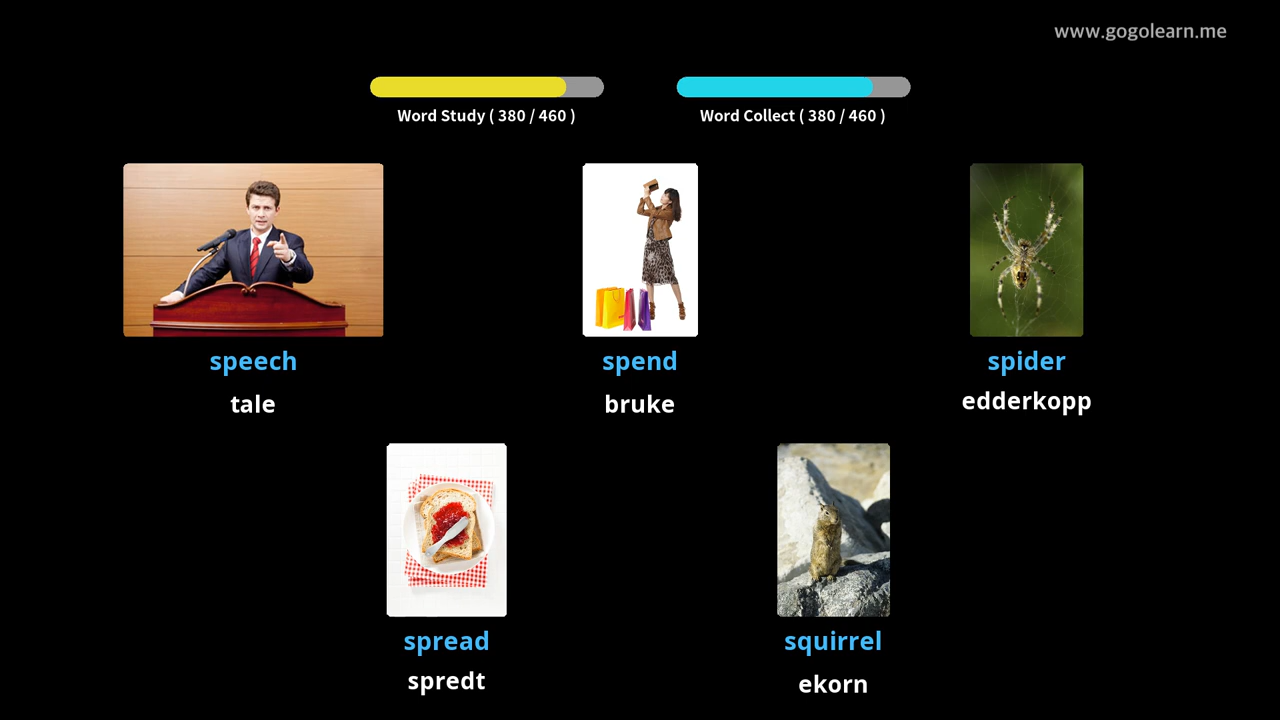 www.gogolearn.me
Word Study ( 380 / 460 )
Word Collect ( 380 / 460 )
speech
tale
spend
bruke
spider
edderkopp
spread
spredt
squirrel
ekorn